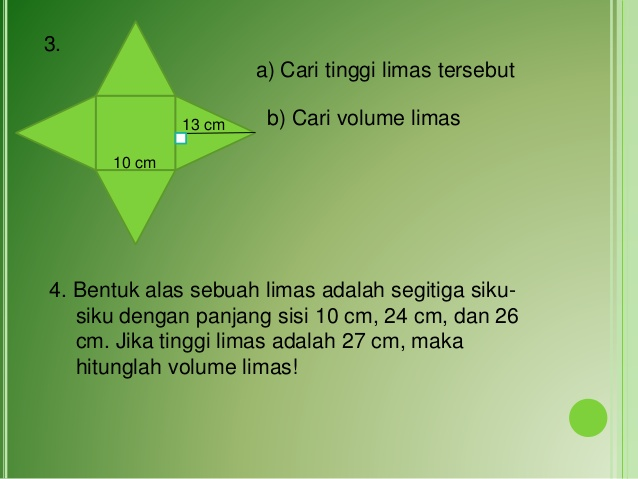 3.
a) Cari tinggi limas tersebut
13 cm
b) Cari volume limas
10 cm
4. Bentuk alas sebuah limas adalah segitiga siku-
siku dengan panjang sisi 10 cm, 24 cm, dan 26
cm. Jika tinggi limas adalah 27 cm, maka
hitunglah volume limas!